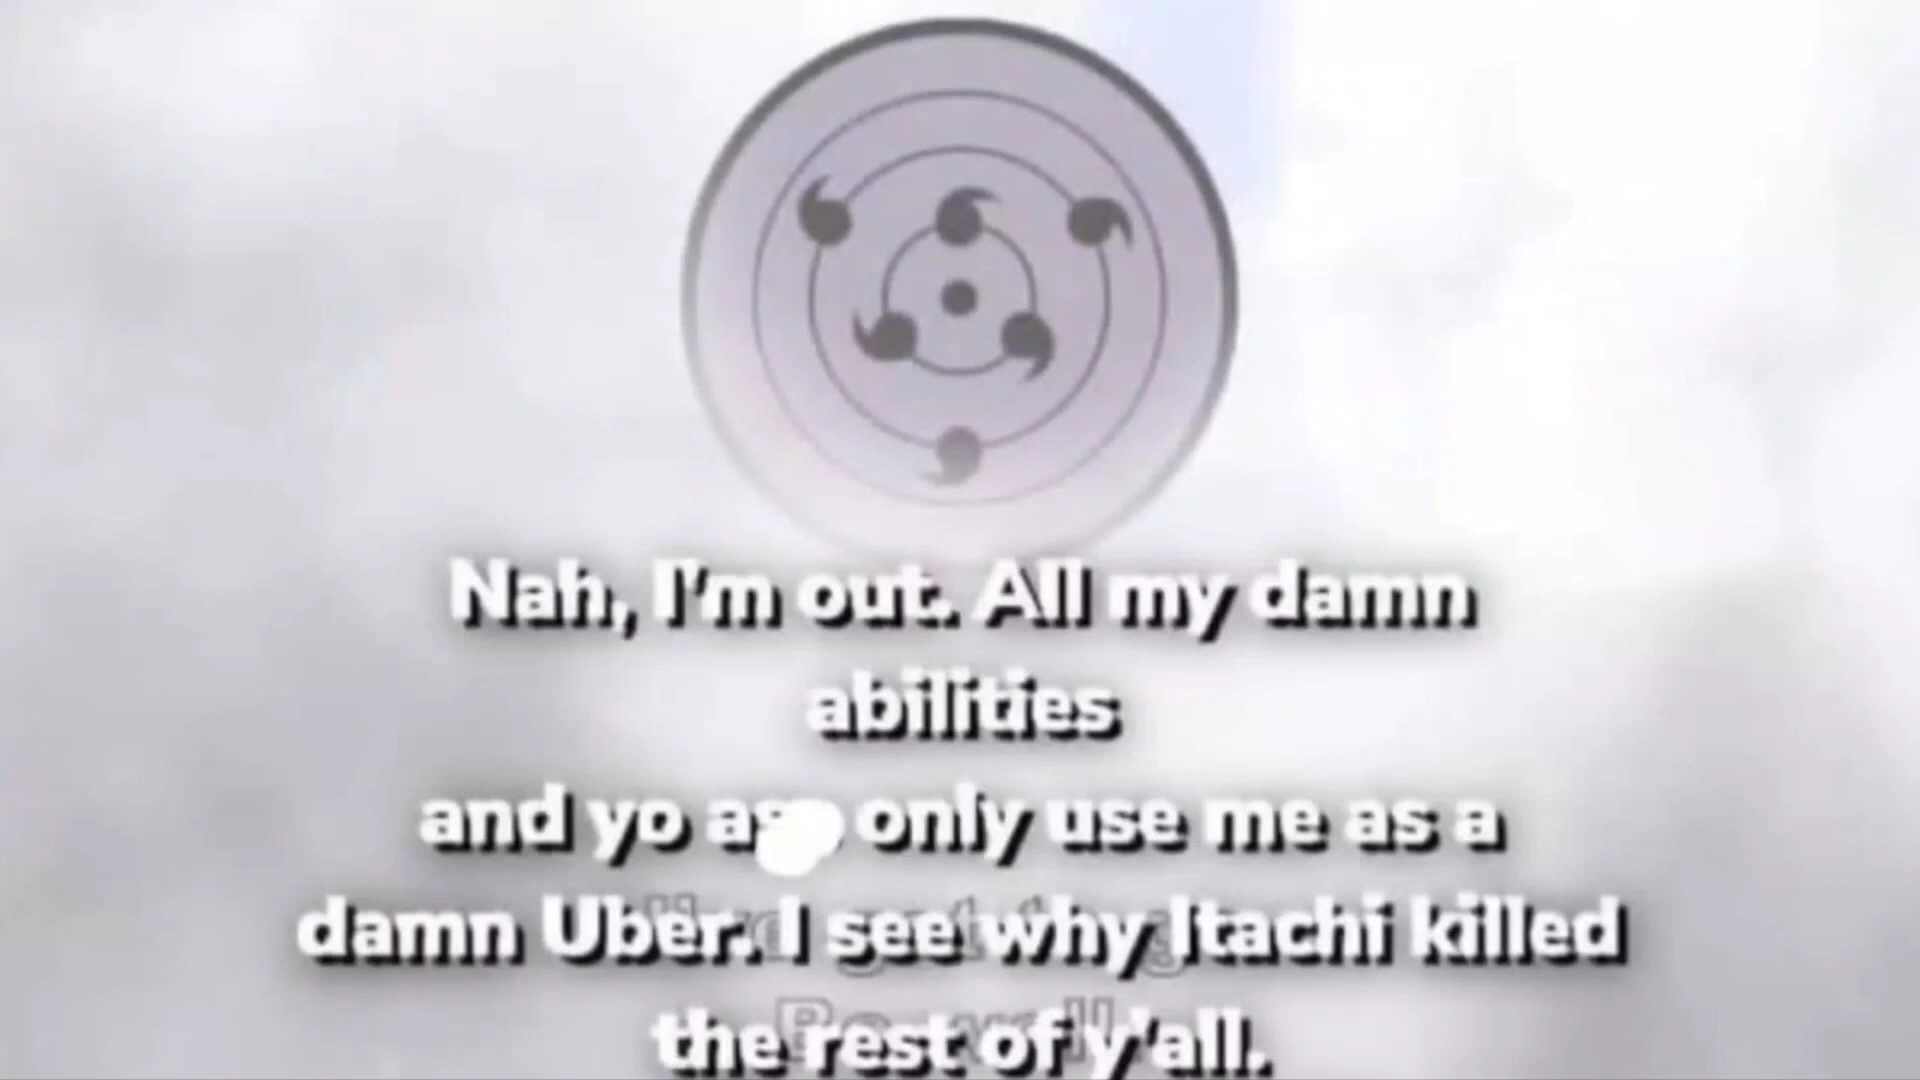 Nah, I'm out. All my damn
abilities
and yo as only use me as a
damn Uber. I see why Itachi killed
the rest of y'all.